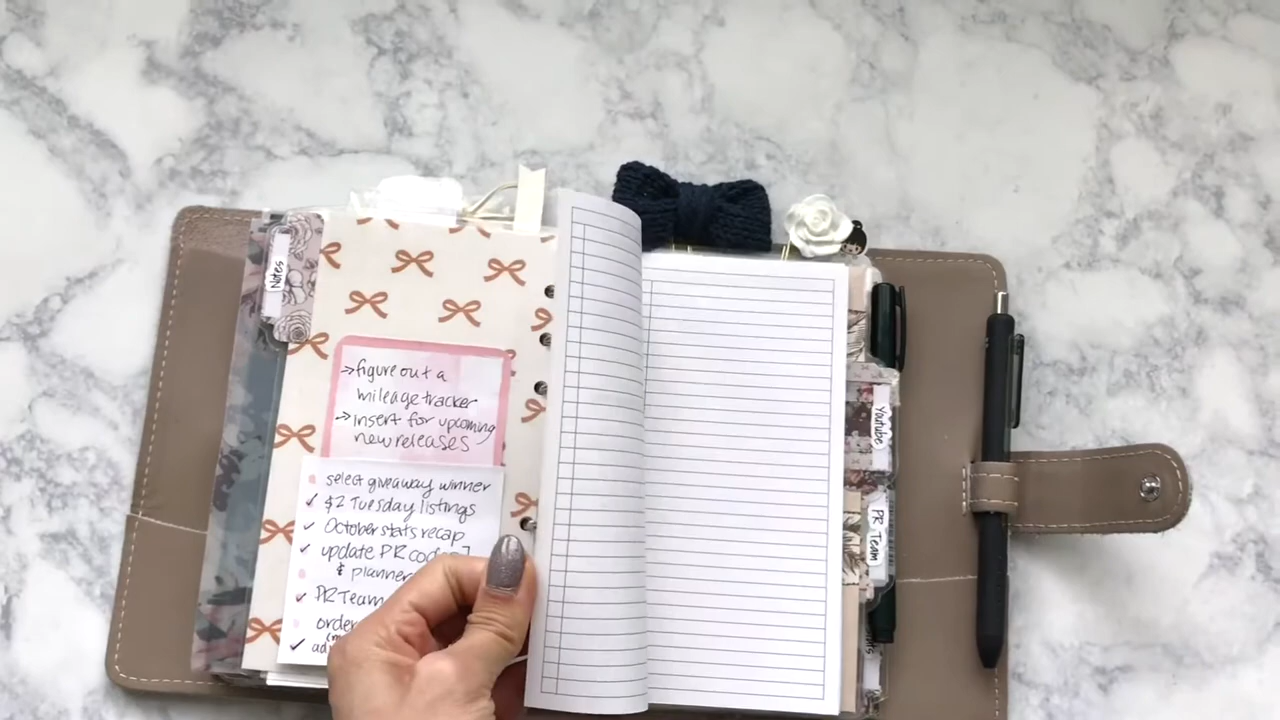 Notes
→figure out a
mileage tracker
→insert for upcoming
new releases
select giveaway winner
✓ $2 Tuesday listings
✓ October stats recap
✓ update PR
& planner
✓ PR Team
order
Youtube
PR Team